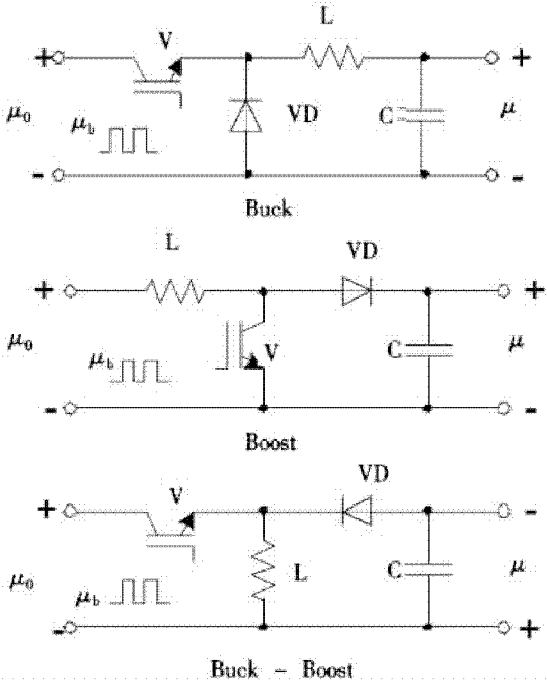 L
V
+ +
VD
μ₀ μ
C
μb
- -
Buck
L
VD
+ +
μ₀ μ
V
C
μb
- -
Boost
VD
V
+ -
μ₀ L C μ
μb
- +
Buck - Boost